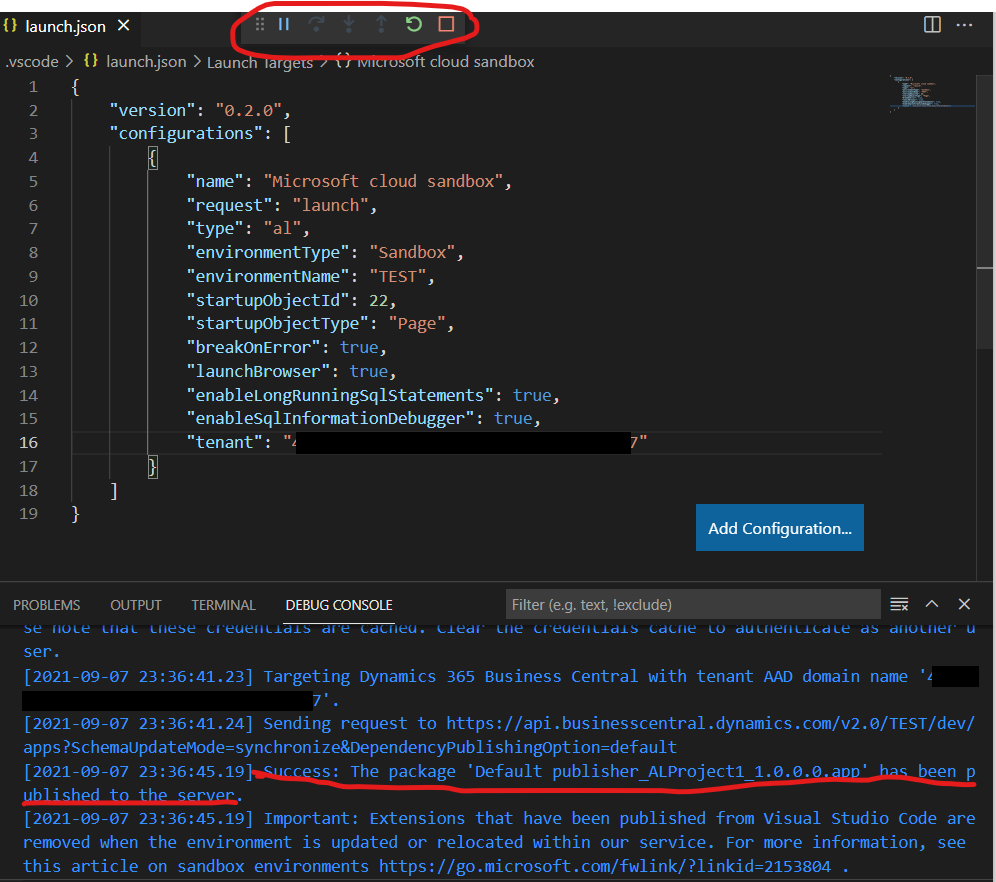 {} launch.json ×
.vscode > {} launch.json > Launch Targets > {} Microsoft cloud sandbox
1 {
2 "version": "0.2.0",
3 "configurations": [
4 {
5 "name": "Microsoft cloud sandbox",
6 "request": "launch",
7 "type": "al",
8 "environmentType": "Sandbox",
9 "environmentName": "TEST",
10 "startupObjectId": 22,
11 "startupObjectType": "Page",
12 "breakOnError": true,
13 "launchBrowser": true,
14 "enableLongRunningSqlStatements": true,
15 "enableSqlInformationDebugger": true,
16 "tenant": "4 7"
17 }
18 ]
19 }
Add Configuration...
PROBLEMS OUTPUT TERMINAL DEBUG CONSOLE Filter (e.g. text, !exclude)
se note that these credentials are cached. Clear the credentials cache to authenticate as another u
ser.
[2021-09-07 23:36:41.23] Targeting Dynamics 365 Business Central with tenant AAD domain name '4
7'.
[2021-09-07 23:36:41.24] Sending request to https://api.businesscentral.dynamics.com/v2.0/TEST/dev/
apps?SchemaUpdateMode=synchronize&DependencyPublishingOption=default
[2021-09-07 23:36:45.19] Success: The package 'Default publisher_ALProject1_1.0.0.0.app' has been p
ublished to the server.
[2021-09-07 23:36:45.19] Important: Extensions that have been published from Visual Studio Code are
removed when the environment is updated or relocated within our service. For more information, see
this article on sandbox environments https://go.microsoft.com/fwlink/?linkid=2153804 .